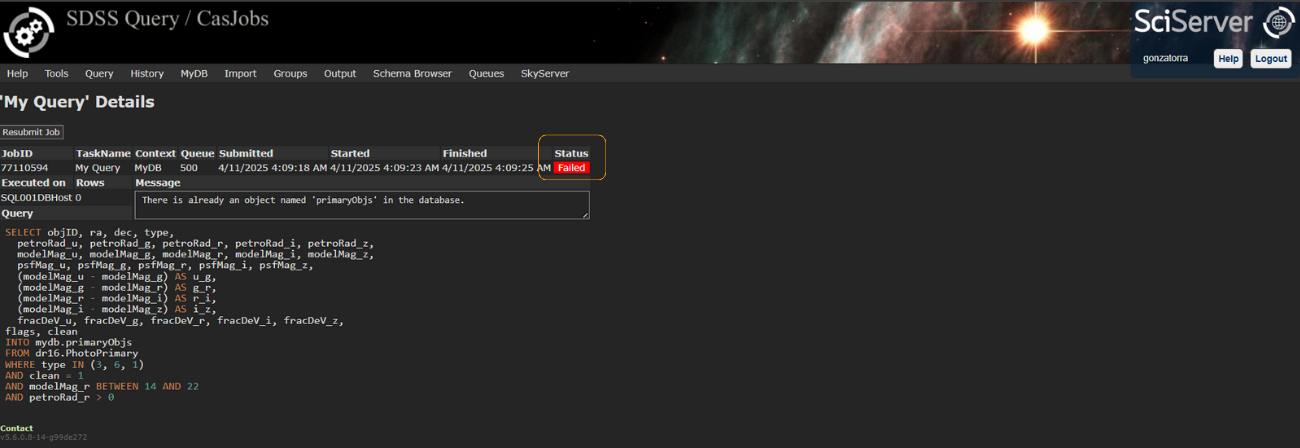 SDSS Query / CasJobs
SciServer
gonzatorra Help Logout
Help Tools Query History MyDB Import Groups Output Schema Browser Queues SkyServer
'My Query' Details
Resubmit Job
JobID TaskName Context Queue Submitted Started Finished Status
77110594 My Query MyDB 500 4/11/2025 4:09:18 AM 4/11/2025 4:09:23 AM 4/11/2025 4:09:25 AM Failed
Executed on Rows Message
SQL001DBHost 0 There is already an object named 'primaryObjs' in the database.
Query
SELECT objID, ra, dec, type,
petroRad_u, petroRad_g, petroRad_r, petroRad_i, petroRad_z,
modelMag_u, modelMag_g, modelMag_r, modelMag_i, modelMag_z,
psfMag_u, psfMag_g, psfMag_r, psfMag_i, psfMag_z,
(modelMag_u - modelMag_g) AS u_g,
(modelMag_g - modelMag_r) AS g_r,
(modelMag_r - modelMag_i) AS r_i,
(modelMag_i - modelMag_z) AS i_z,
fracDeV_u, fracDeV_g, fracDeV_r, fracDeV_i, fracDeV_z,
flags, clean
INTO mydb.primaryObjs
FROM dr16.PhotoPrimary
WHERE type IN (3, 6, 1)
AND clean = 1
AND modelMag_r BETWEEN 14 AND 22
AND petroRad_r > 0
Contact
v5.6.0.8-14-g99de272